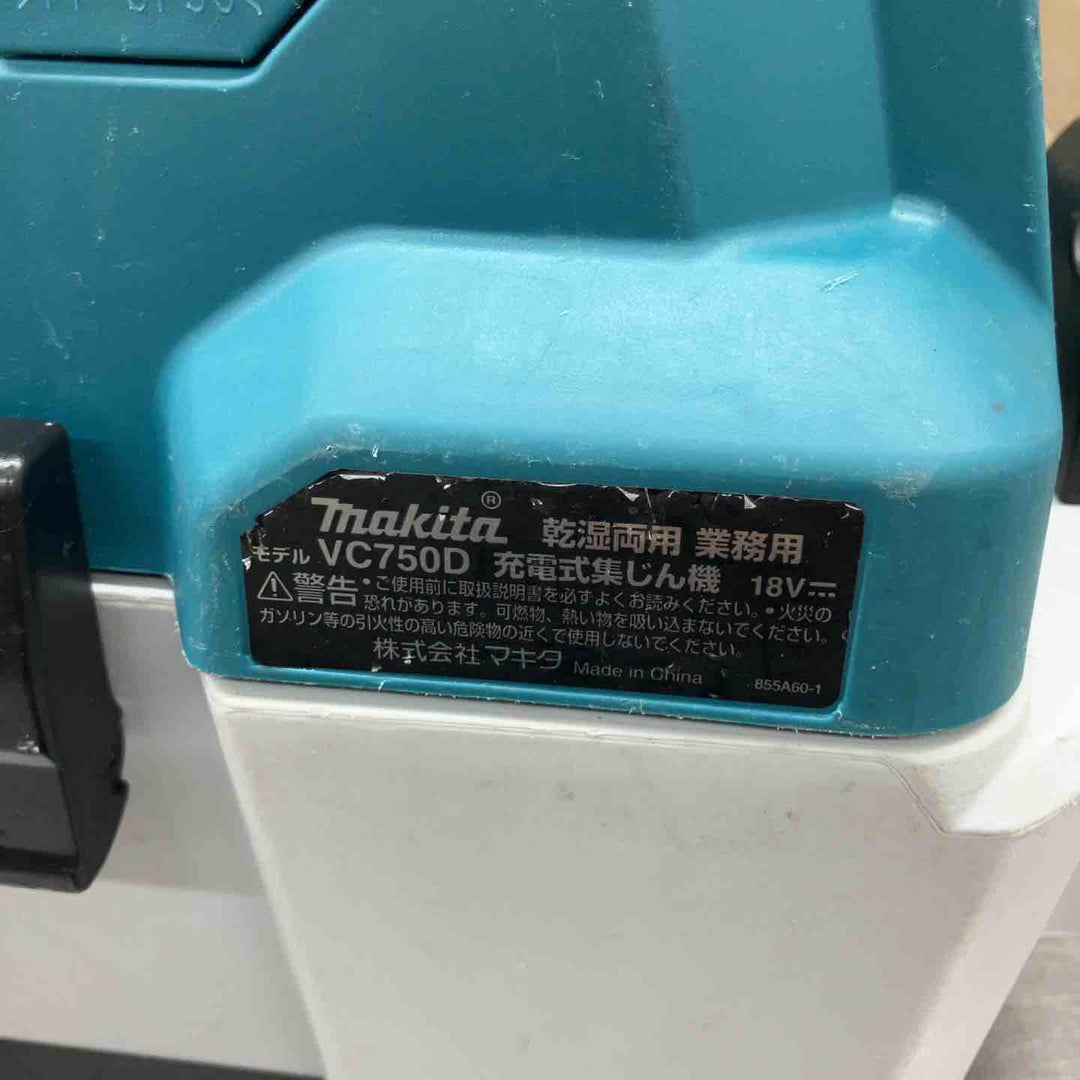 makita® 乾湿両用 業務用
モデル VC750D 充電式集じん機 18V⎓
⚠警告 •ご使用前に取扱説明書を必ずよくお読みください。•火災の
恐れがあります。可燃物、熱い物を吸い込まないでください。
ガソリン等の引火性の高い危険物の近くで使用しないでください。
株式会社 マキタ Made in China 855A60-1